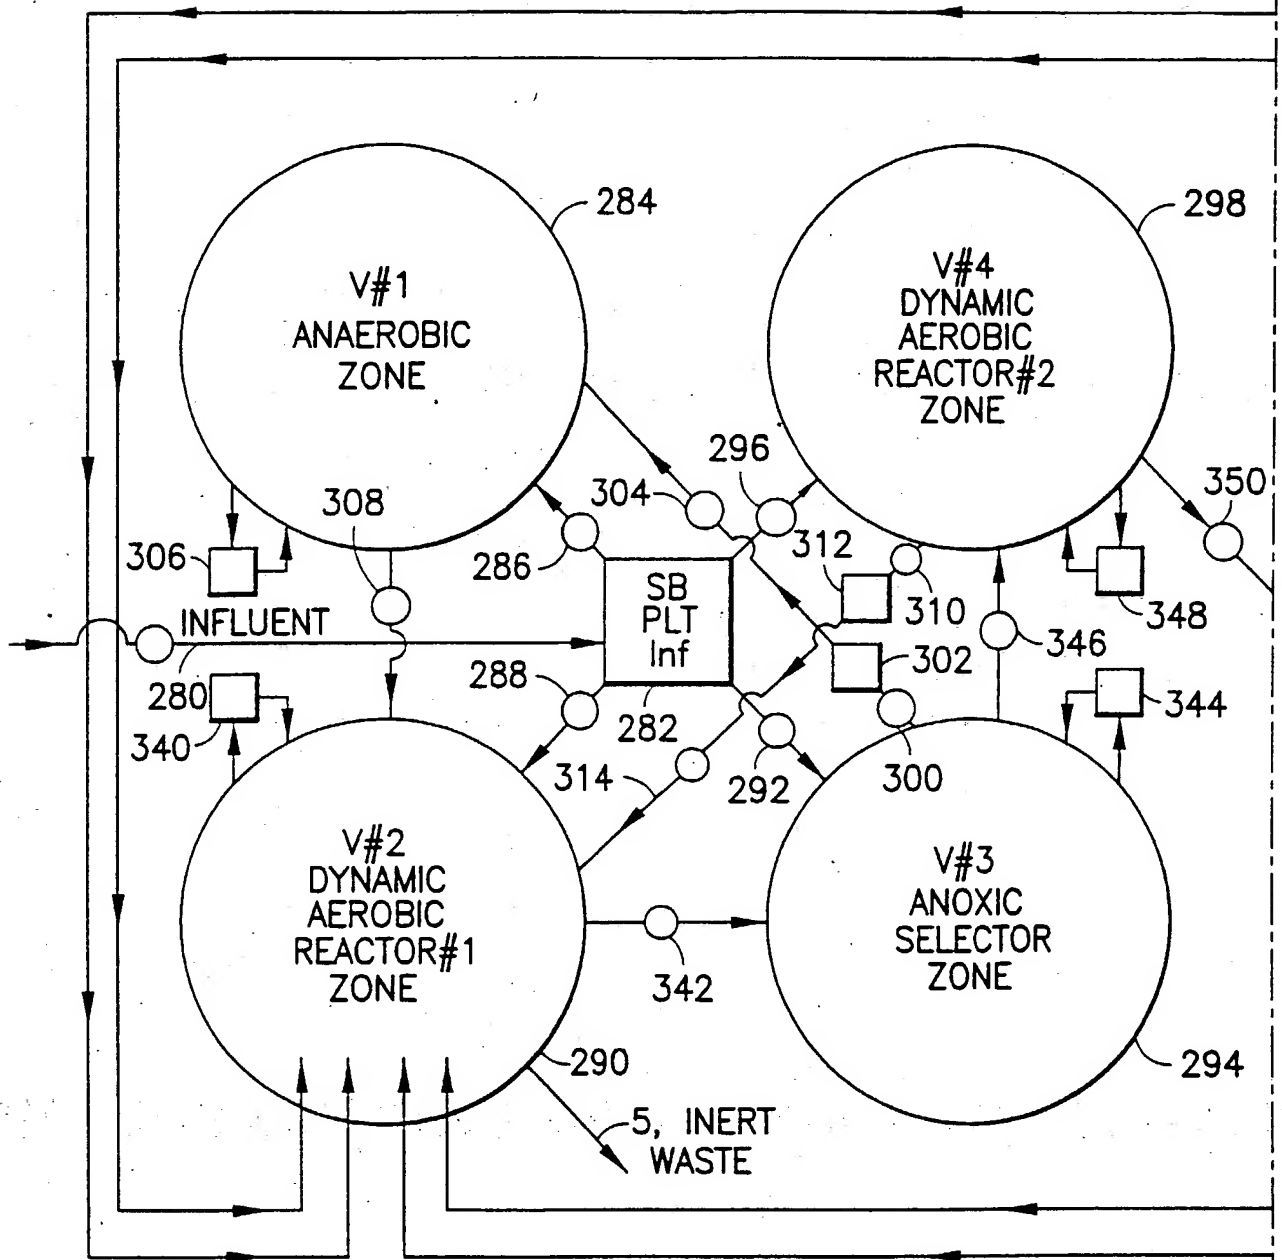 284
298
V#1
ANAEROBIC
ZONE
V#4
DYNAMIC
AEROBIC
REACTOR#2
ZONE
308
304
296
350
306
286
312
310
348
SB
PLT
Inf
INFLUENT
280
288
282
302
346
340
314
292
300
344
V#2
DYNAMIC
AEROBIC
REACTOR#1
ZONE
V#3
ANOXIC
SELECTOR
ZONE
342
290
294
5, INERT
WASTE